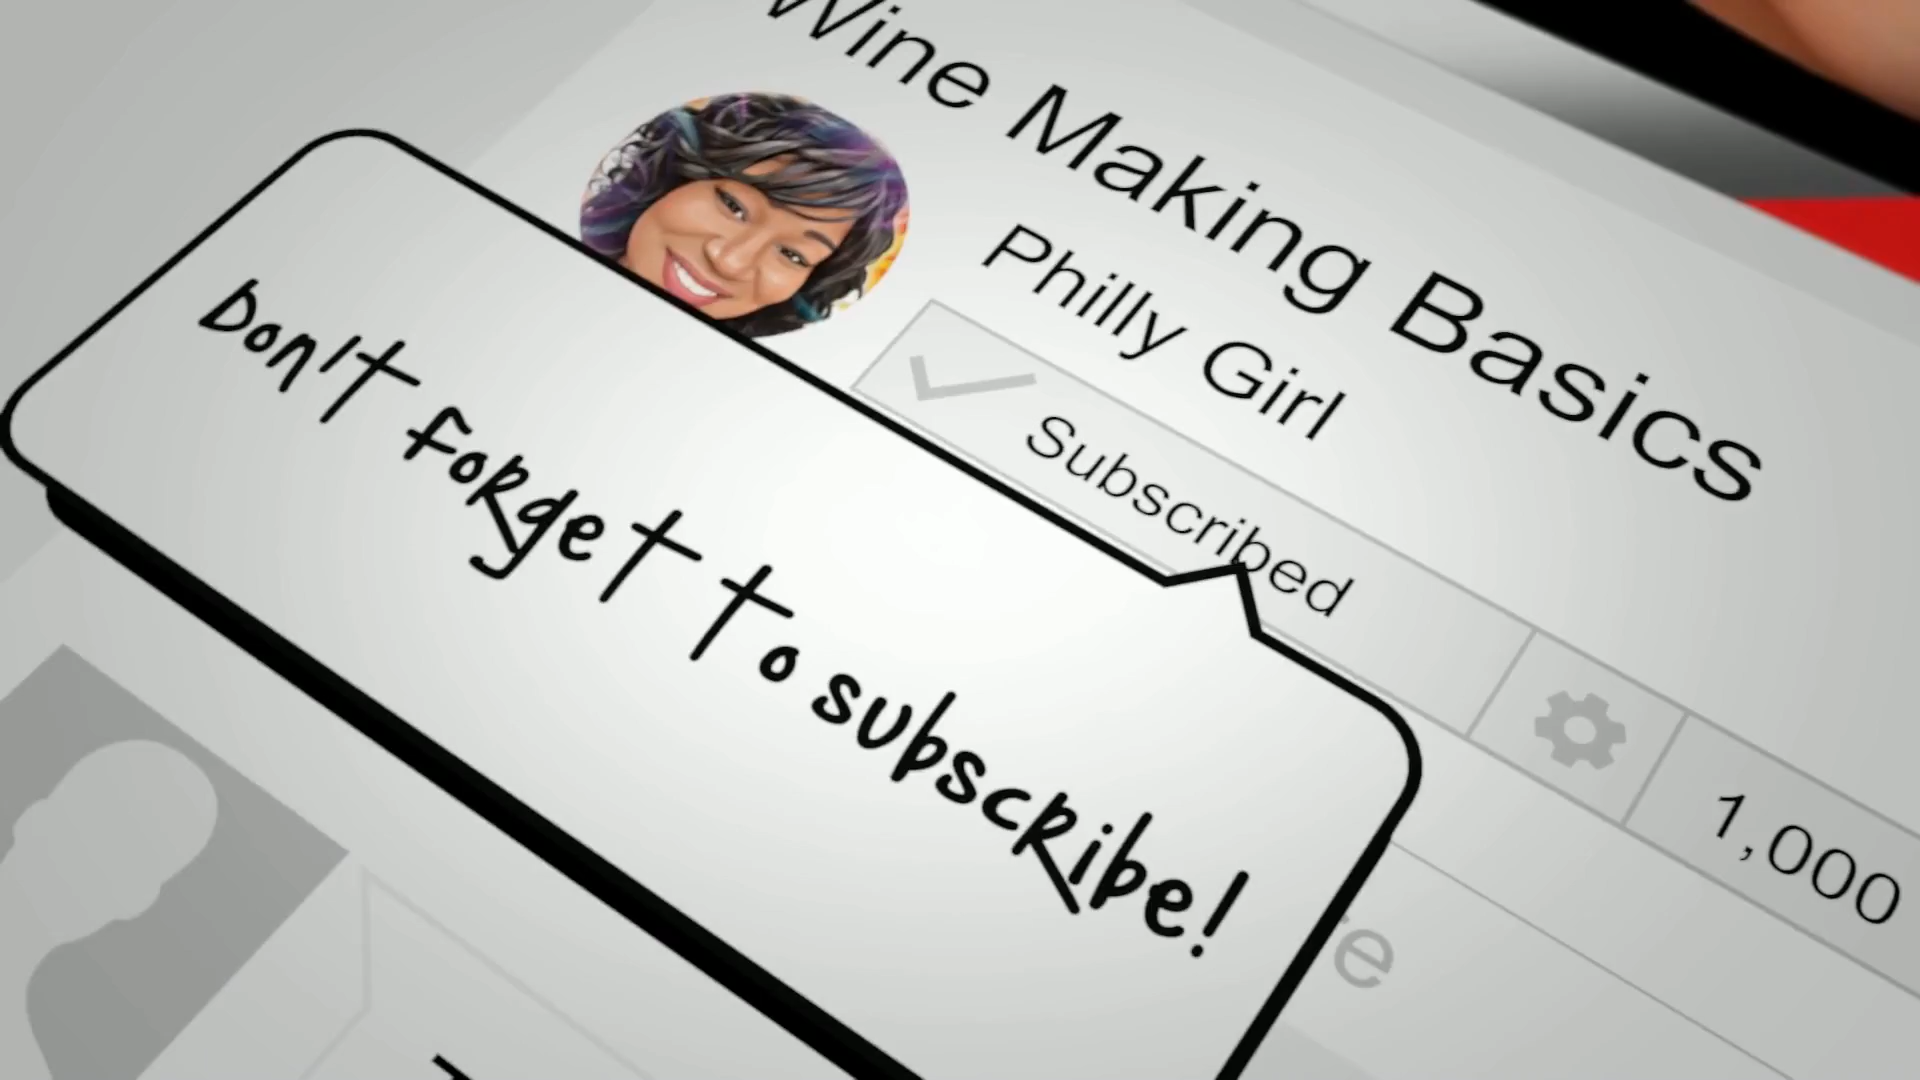 Wine Making Basics
Philly Girl
Subscribed
1,000
Don't forget to subscribe!